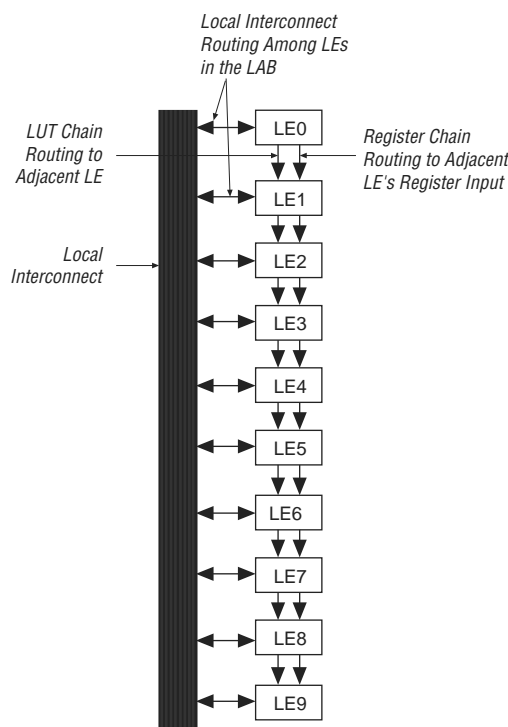 Local Interconnect
Routing Among LEs
in the LAB
LUT Chain
Routing to
Adjacent LE
Register Chain
Routing to Adjacent
LE's Register Input
Local
Interconnect
LE0
LE1
LE2
LE3
LE4
LE5
LE6
LE7
LE8
LE9